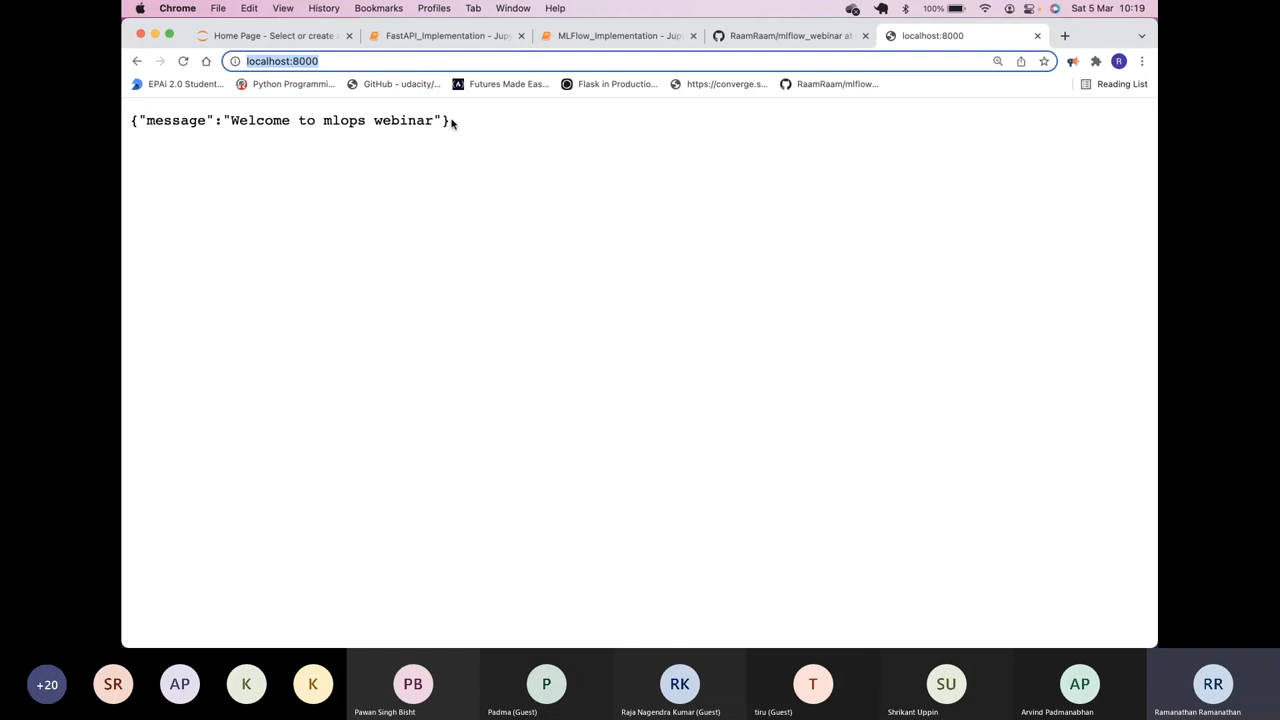 Chrome File Edit View History Bookmarks Profiles Tab Window Help 100% Sat 5 Mar 10:19
Home Page - Select or create FastAPI_Implementation - Jup MLFlow_Implementation - Jup RaamRaam/mlflow_webinar at localhost:8000
localhost:8000 R
EPAi 2.0 Student... Python Programmi... GitHub - udacity/... Futures Made Eas... Flask in Productio... https://converge.s... RaamRaam/mlflow... Reading List
{"message":"Welcome to mlops webinar"}
+20 SR AP K K PB P RK T SU AP RR
Pawan Singh Bisht Padma (Guest) Raja Nagendra Kumar (Guest) tiru (Guest) Shrikant Uppin Arvind Padmanabhan Ramanathan Ramanathan